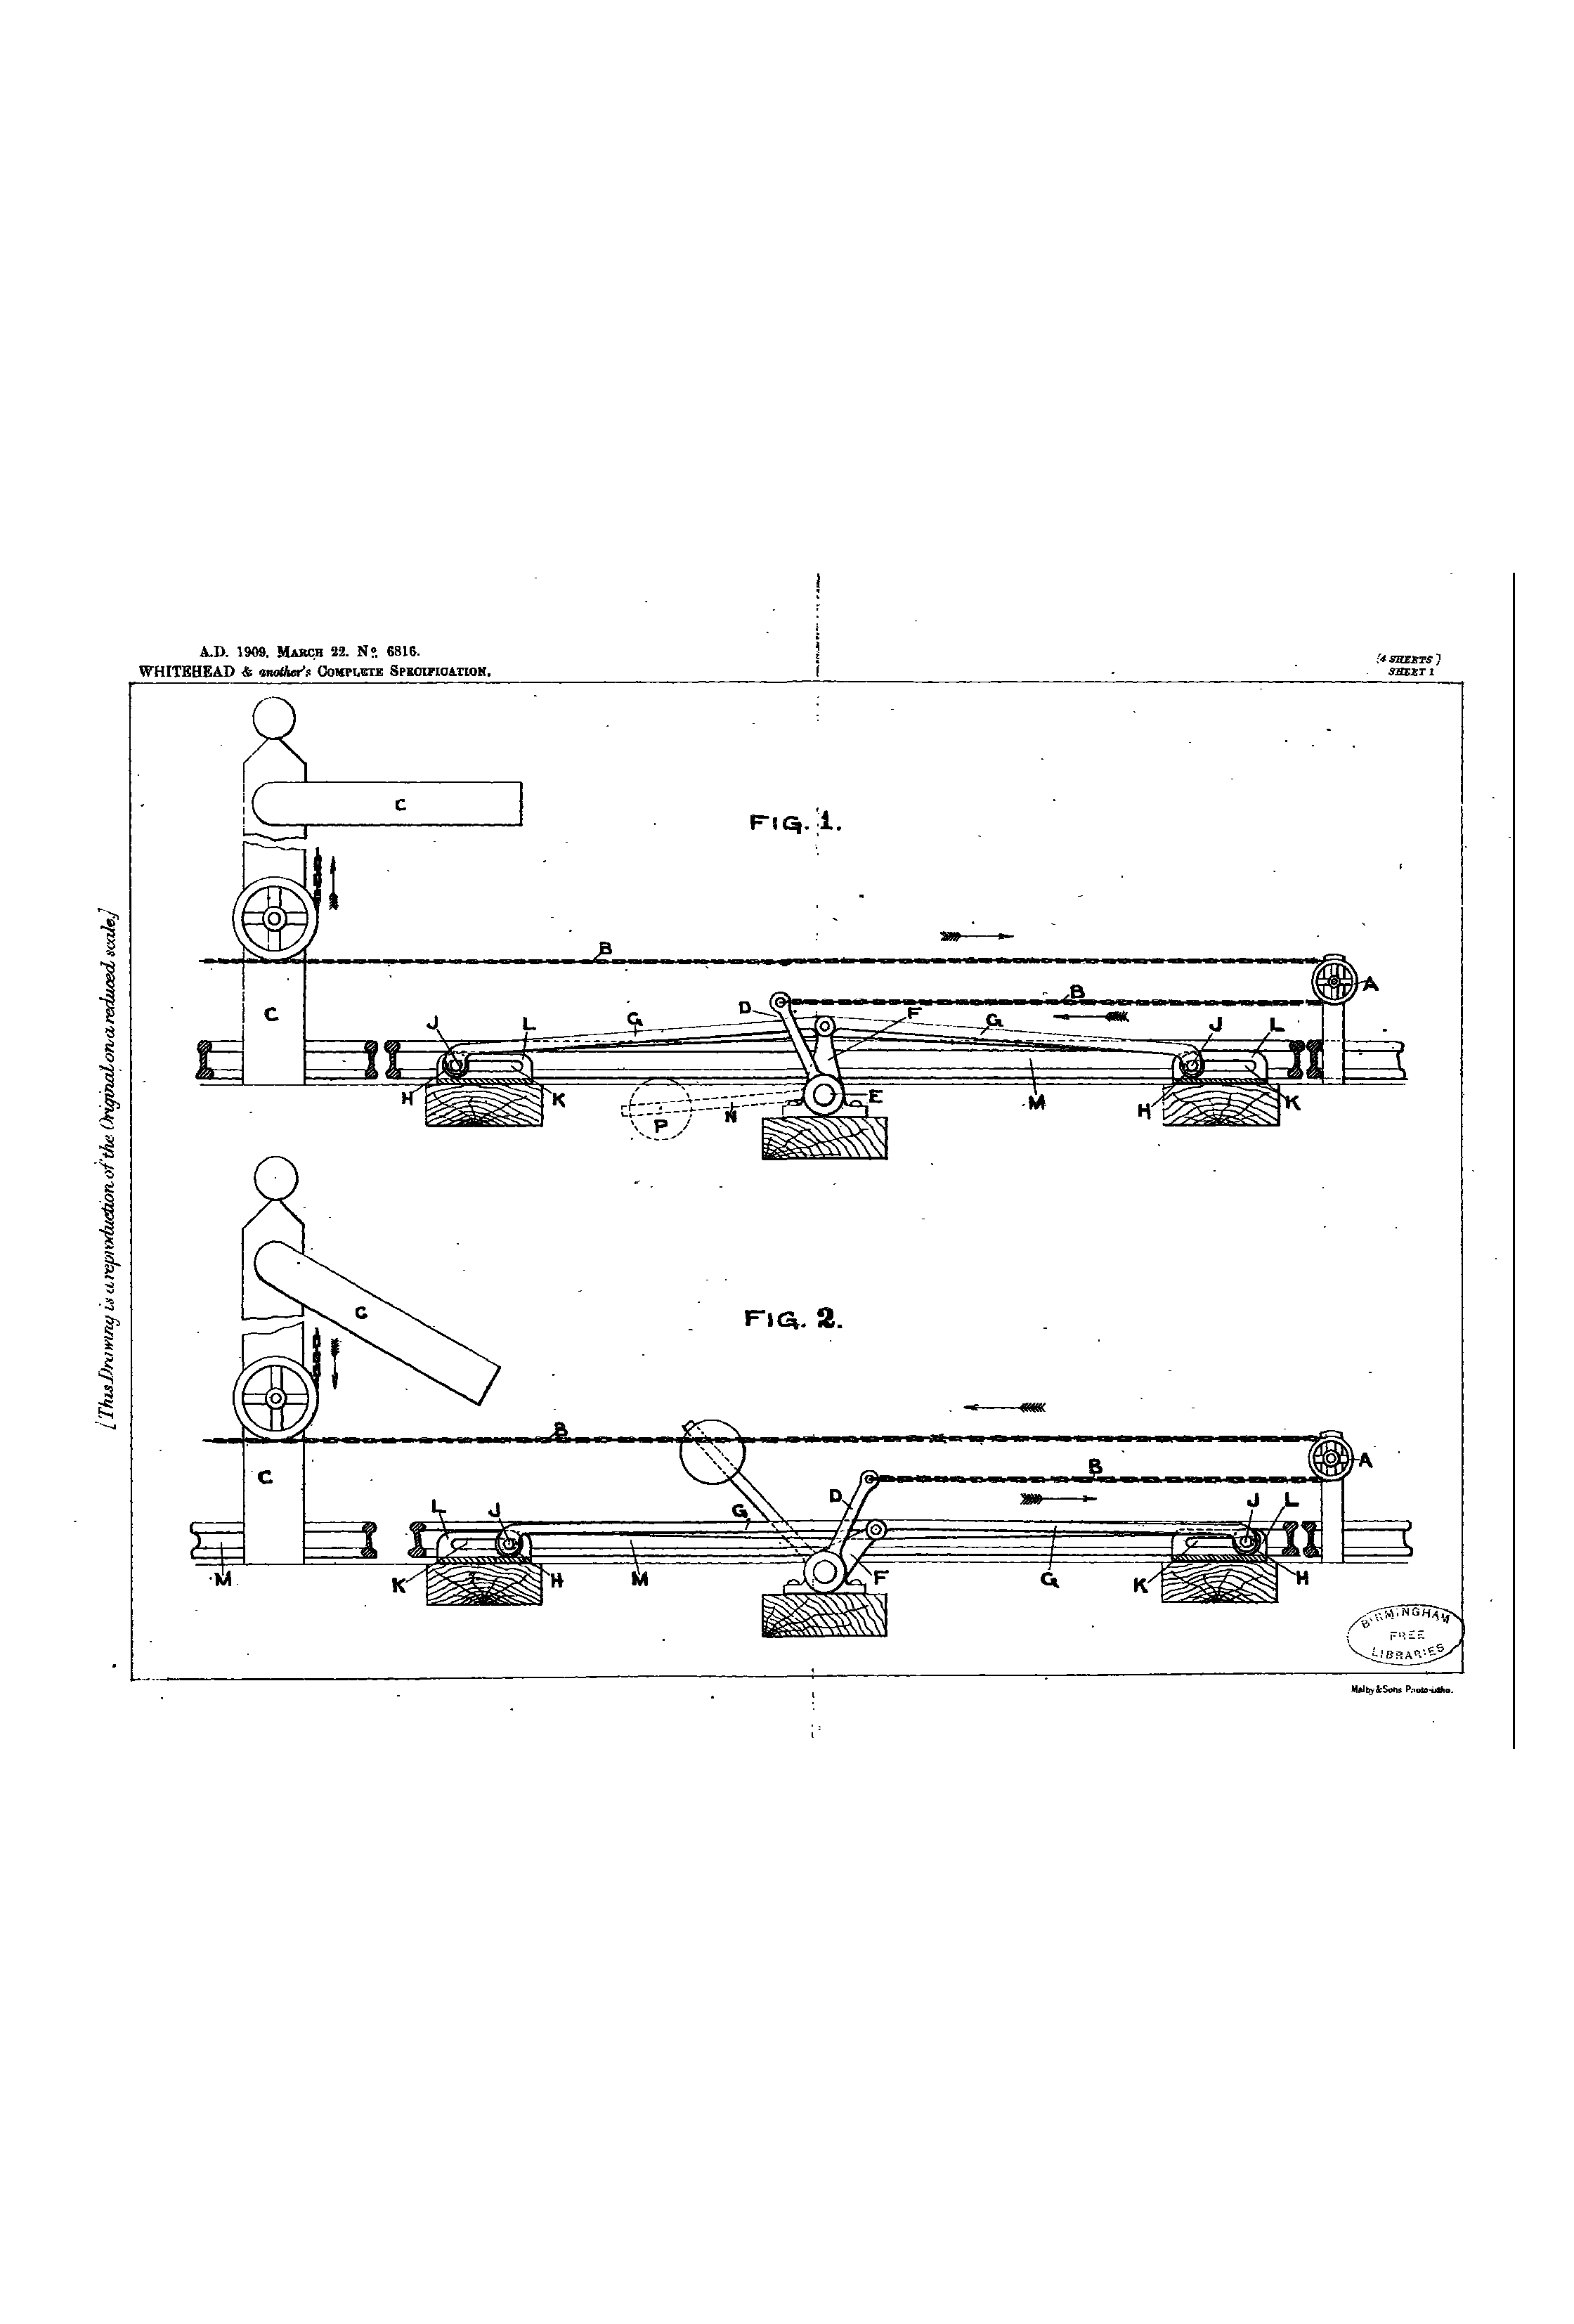 A.D. 1909. MARCH 22. No. 6816.
WHITEHEAD & another's COMPLETE SPECIFICATION.
[4 SHEETS]
SHEET 1
[This Drawing is a reproduction of the Original on a reduced scale.]
C
FIG. 1.
B
A
C
D
B
F
J
L
G
G
J
L
H
K
P
N
E
M
H
K
C
FIG. 2.
B
A
C
B
D
L
J
G
J
L
M
K
H
M
F
G
K
H
BIRMINGHAM
FREE
LIBRARIES
Malby & Sons Photo-Litho.